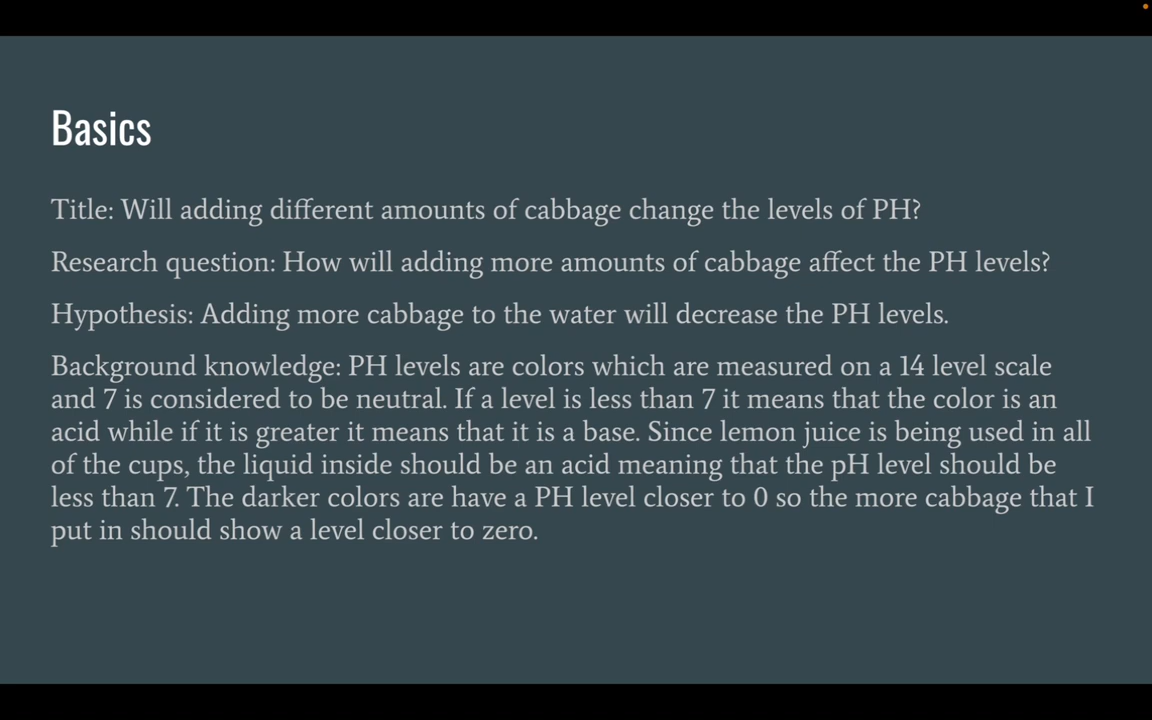 Basics
Title: Will adding different amounts of cabbage change the levels of PH?
Research question: How will adding more amounts of cabbage affect the PH levels?
Hypothesis: Adding more cabbage to the water will decrease the PH levels.
Background knowledge: PH levels are colors which are measured on a 14 level scale
and 7 is considered to be neutral. If a level is less than 7 it means that the color is an
acid while if it is greater it means that it is a base. Since lemon juice is being used in all
of the cups, the liquid inside should be an acid meaning that the pH level should be
less than 7. The darker colors are have a PH level closer to 0 so the more cabbage that I
put in should show a level closer to zero.